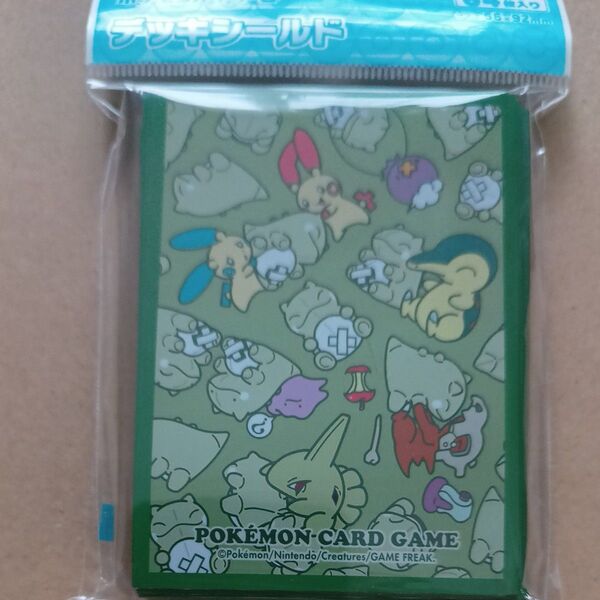 デッキシールド
POKÉMON CARD GAME
©Pokémon/Nintendo/Creatures/GAME FREAK.